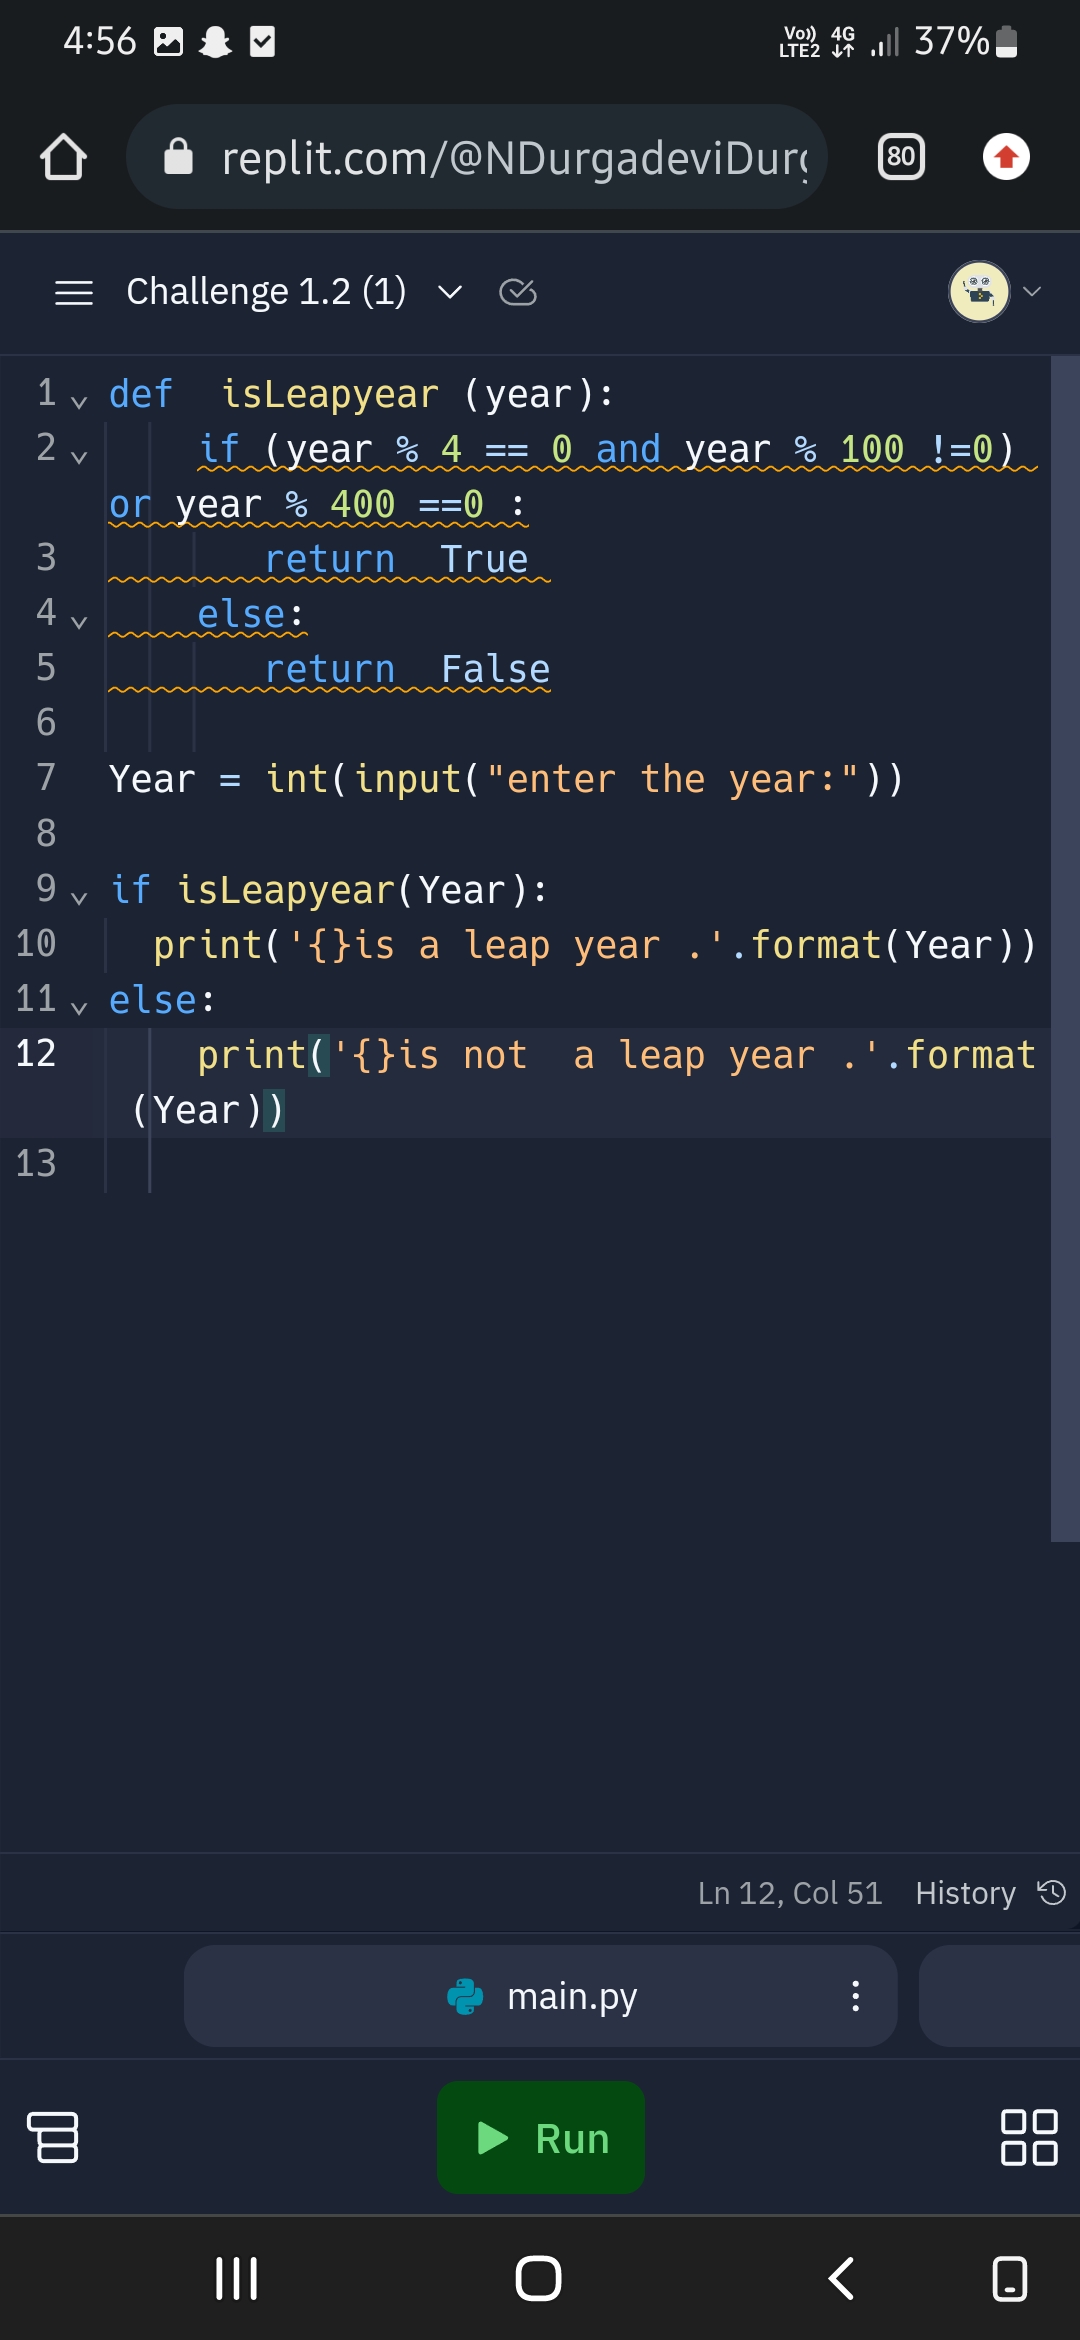 4:56 Vo)) LTE2 4G 37%
replit.com/@NDurgadeviDurg 80
Challenge 1.2 (1)
1 def  isLeapyear (year):
2     if (year % 4 == 0 and year % 100 !=0)
or year % 400 ==0 :
3        return  True
4     else:
5        return  False
6
7 Year = int(input("enter the year:"))
8
9 if isLeapyear(Year):
10   print('{}is a leap year .'.format(Year))
11 else:
12     print('{}is not  a leap year .'.format
(Year))
13
Ln 12, Col 51 History
main.py
Run